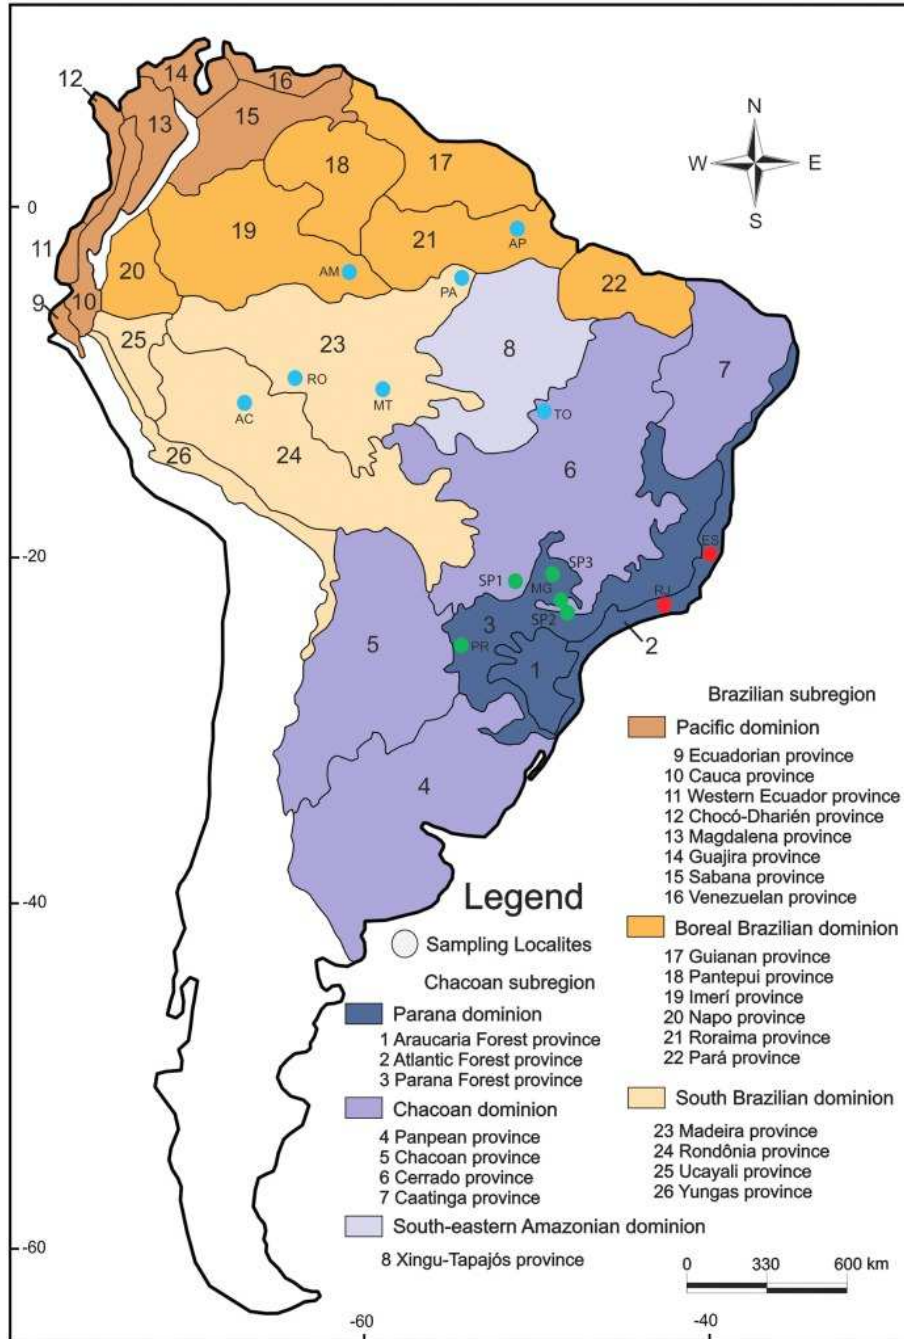 N
W E
S
14
16
12
13
15
18
17
0
19
21
AP
11
20
AM
PA
22
9
10
25
23
8
7
RO
AC
MT
TO
26
24
6
-20
ES
SP3
SP1
MG
RJ
SP2
3
2
5
PR
1
4
-40
-60
-60
-40
Legend
Sampling Localites
Chacoan subregion
Parana dominion
1 Araucaria Forest province
2 Atlantic Forest province
3 Parana Forest province
Chacoan dominion
4 Panpean province
5 Chacoan province
6 Cerrado province
7 Caatinga province
South-eastern Amazonian dominion
8 Xingu-Tapajós province
Brazilian subregion
Pacific dominion
9 Ecuadorian province
10 Cauca province
11 Western Ecuador province
12 Chocó-Dharién province
13 Magdalena province
14 Guajira province
15 Sabana province
16 Venezuelan province
Boreal Brazilian dominion
17 Guianan province
18 Pantepui province
19 Imerí province
20 Napo province
21 Roraima province
22 Pará province
South Brazilian dominion
23 Madeira province
24 Rondônia province
25 Ucayali province
26 Yungas province
0 330 600 km